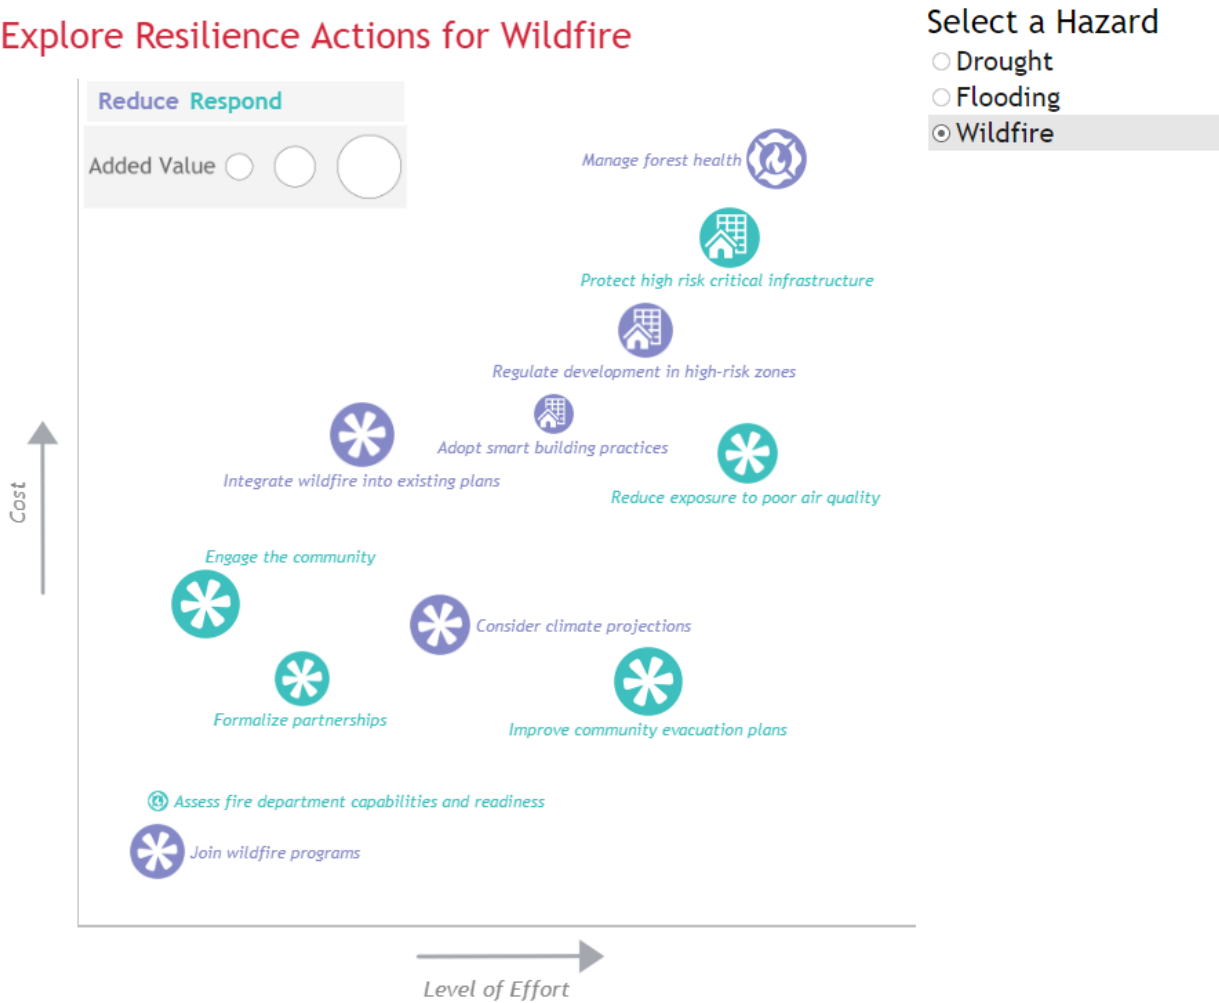 Explore Resilience Actions for Wildfire
Select a Hazard
Drought
Flooding
Wildfire
Reduce Respond
Added Value
Manage forest health
Protect high risk critical infrastructure
Regulate development in high-risk zones
Adopt smart building practices
Integrate wildfire into existing plans
Reduce exposure to poor air quality
Cost
Engage the community
Consider climate projections
Formalize partnerships
Improve community evacuation plans
Assess fire department capabilities and readiness
Join wildfire programs
Level of Effort